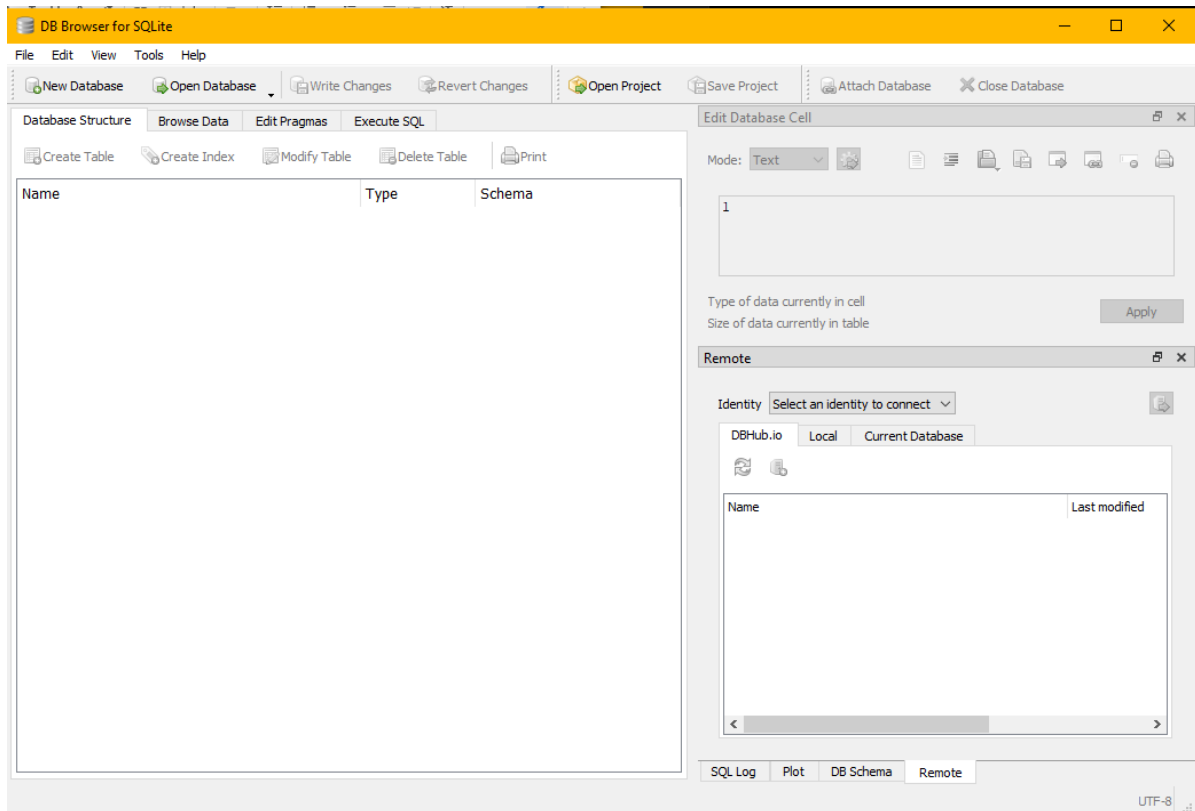 DB Browser for SQLite
File Edit View Tools Help
New Database Open Database Write Changes Revert Changes Open Project Save Project Attach Database Close Database
Database Structure Browse Data Edit Pragmas Execute SQL
Create Table Create Index Modify Table Delete Table Print
Name Type Schema
Edit Database Cell
Mode: Text
1
Type of data currently in cell
Size of data currently in table
Apply
Remote
Identity Select an identity to connect
DBHub.io Local Current Database
Name Last modified
SQL Log Plot DB Schema Remote
UTF-8